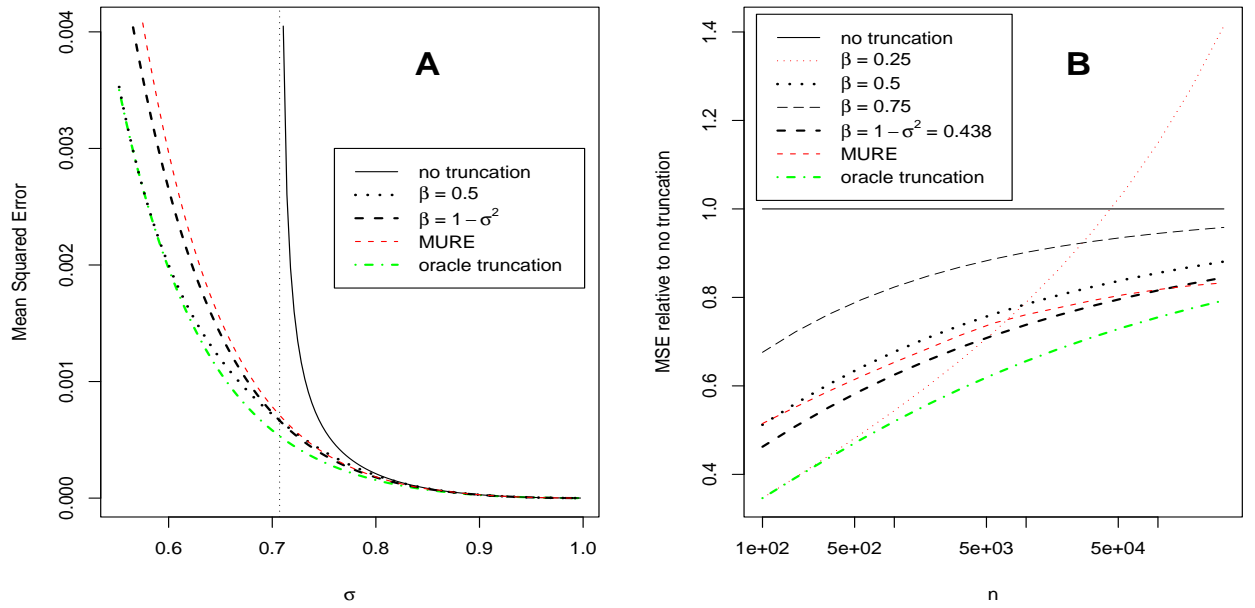 A
Mean Squared Error
0.004
0.003
0.002
0.001
0.000
no truncation
β = 0.5
β = 1 − σ²
MURE
oracle truncation
0.6
0.7
0.8
0.9
1.0
σ
B
MSE relative to no truncation
1.4
1.2
1.0
0.8
0.6
0.4
no truncation
β = 0.25
β = 0.5
β = 0.75
β = 1 − σ² = 0.438
MURE
oracle truncation
1e+02
5e+02
5e+03
5e+04
n